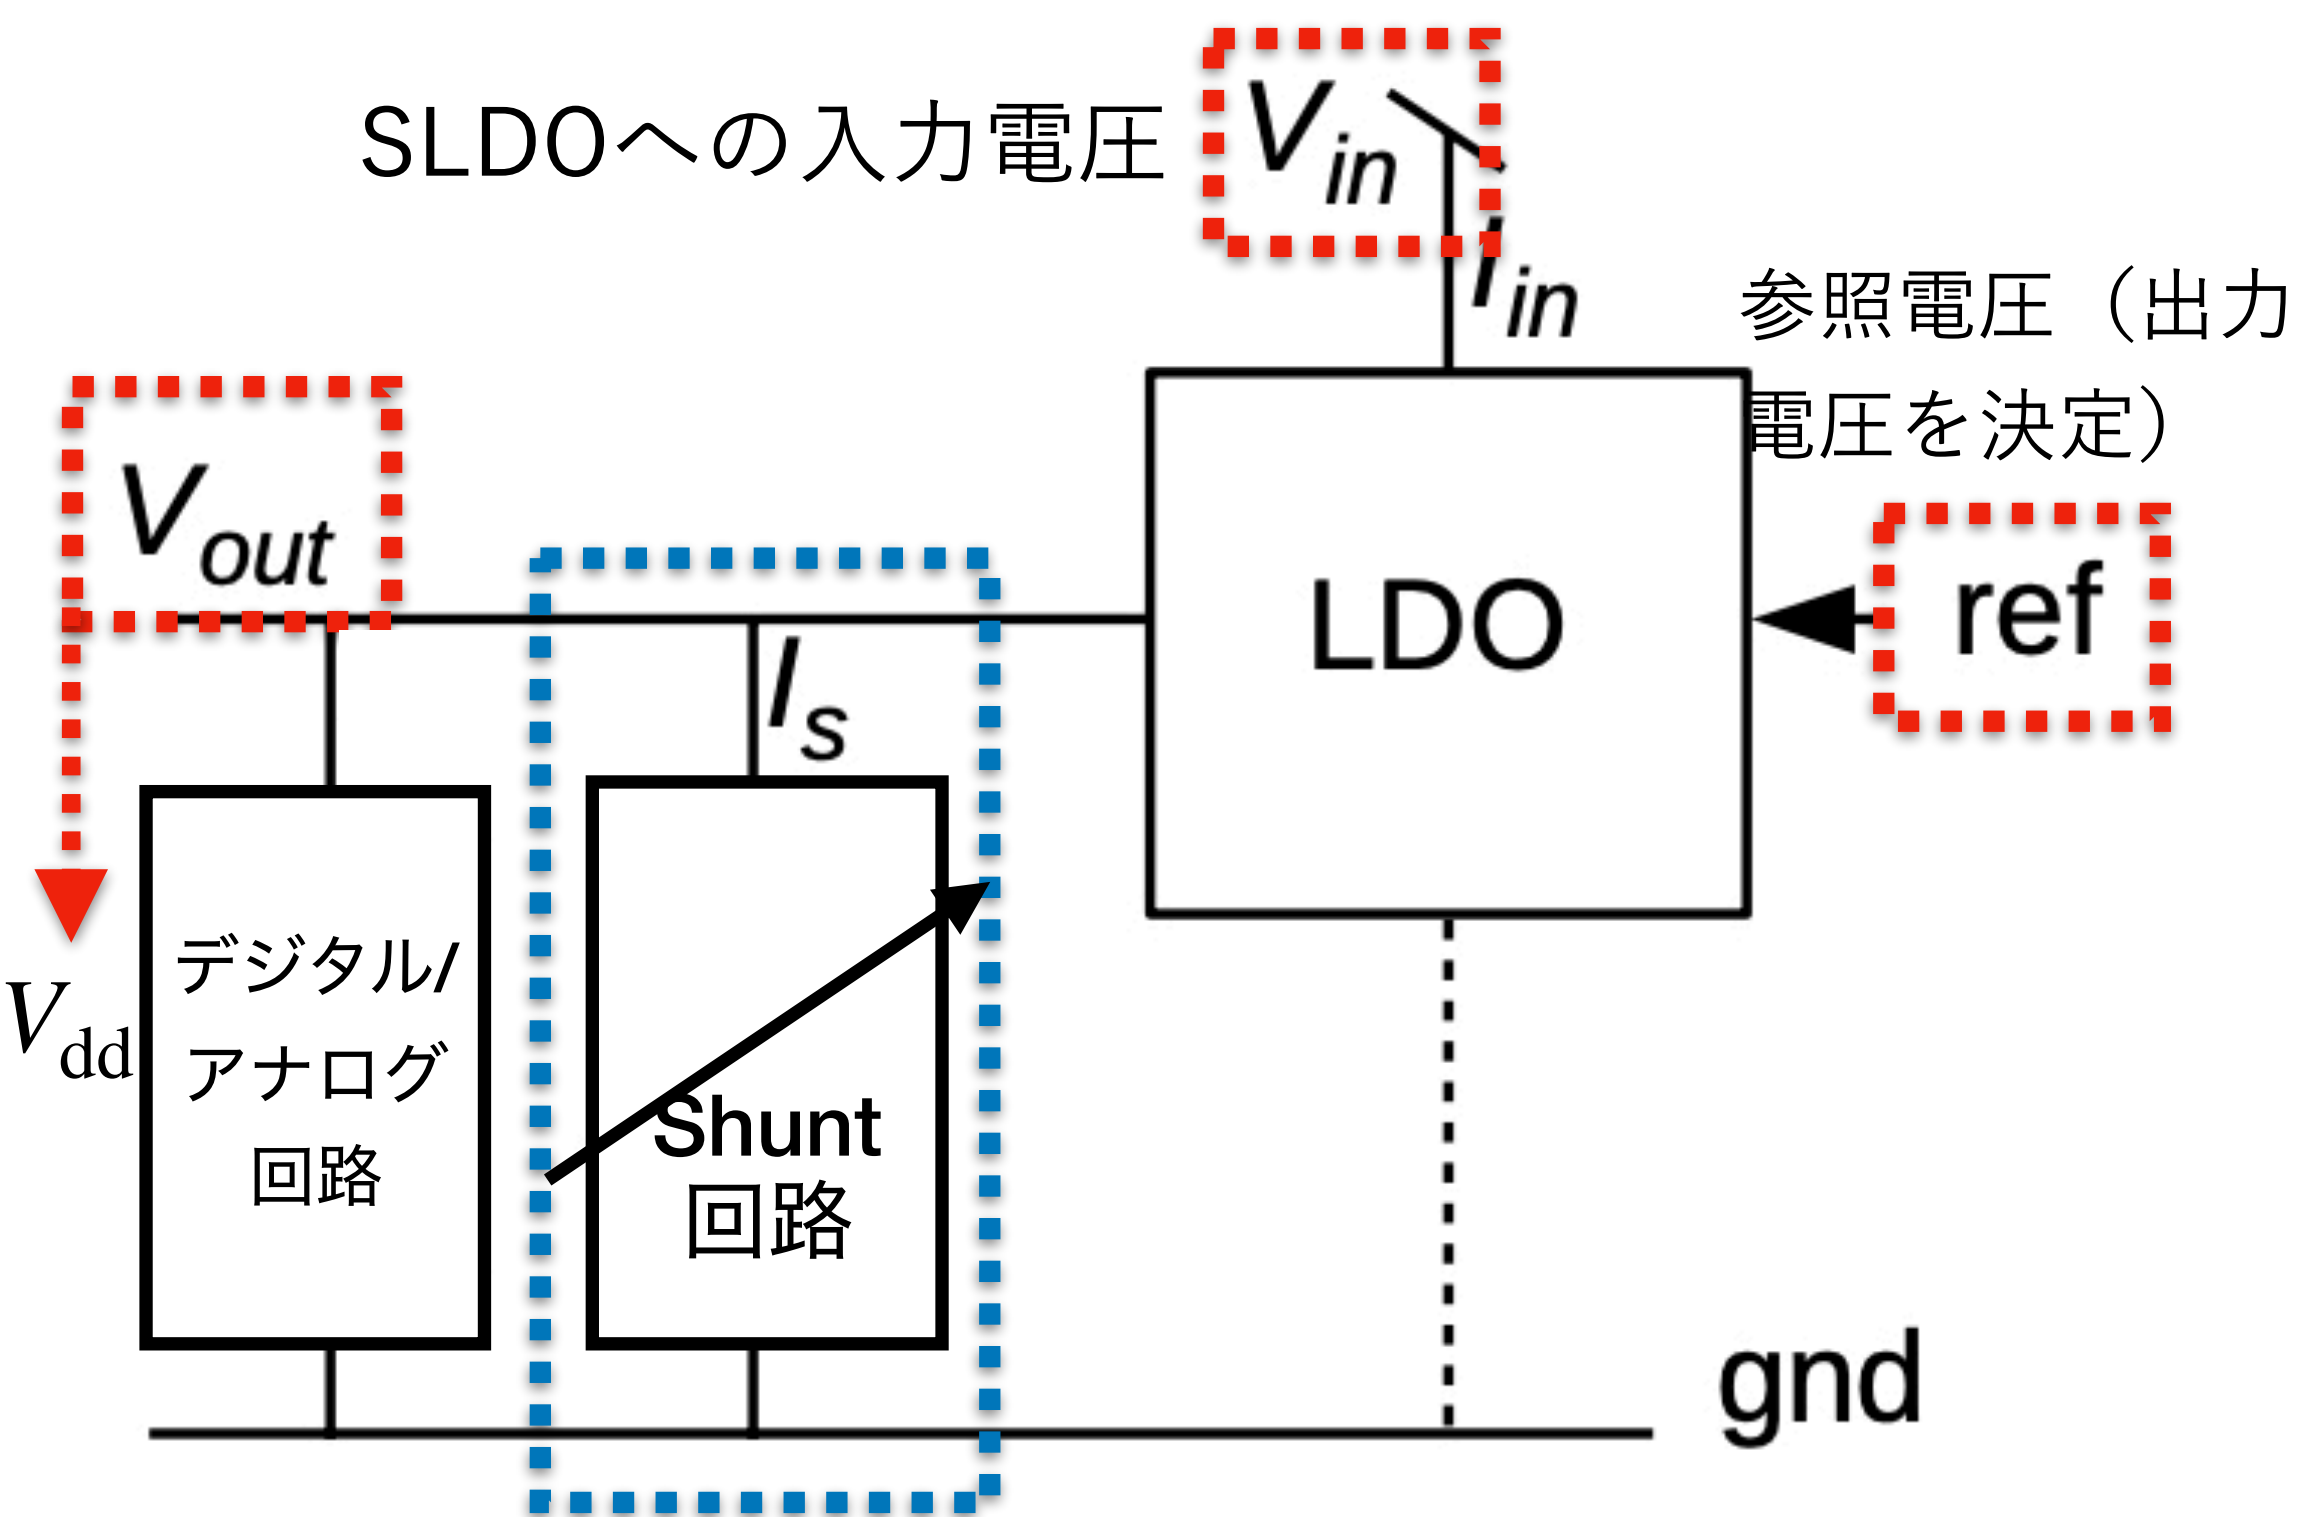 SLDOへの入力電圧
Vin
Iin
参照電圧（出力
電圧を決定）
Vout
LDO
ref
Is
デジタル/
アナログ
回路
Vdd
Shunt
回路
gnd